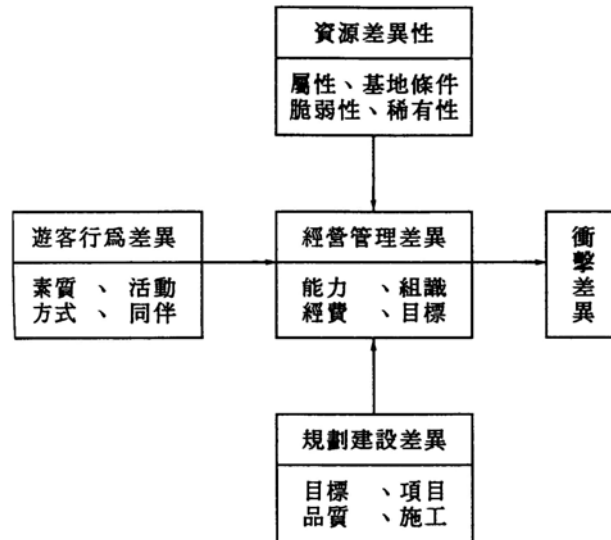 資源差異性
屬性、基地條件
脆弱性、稀有性
遊客行爲差異
素質、活動
方式、同伴
經營管理差異
能力、組識
經費、目標
衝擊差異
規劃建設差異
目標、項目
品質、施工